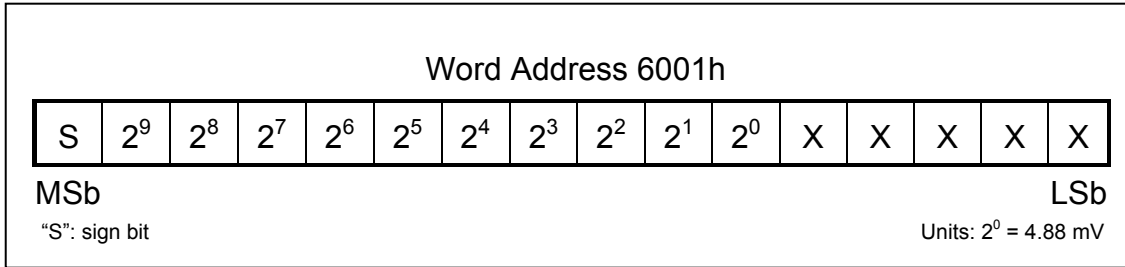 Word Address 6001h
S 2⁹ 2⁸ 2⁷ 2⁶ 2⁵ 2⁴ 2³ 2² 2¹ 2⁰ X X X X X
MSb LSb
“S”: sign bit Units: 2⁰ = 4.88 mV